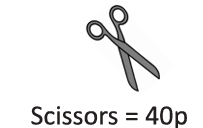 Scissors = 40p